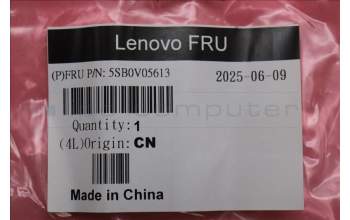 Lenovo FRU
(P)FRU P/N: 5SB0V05613 2025-06-09
Quantity: 1
(4L)Origin: CN
Made in China